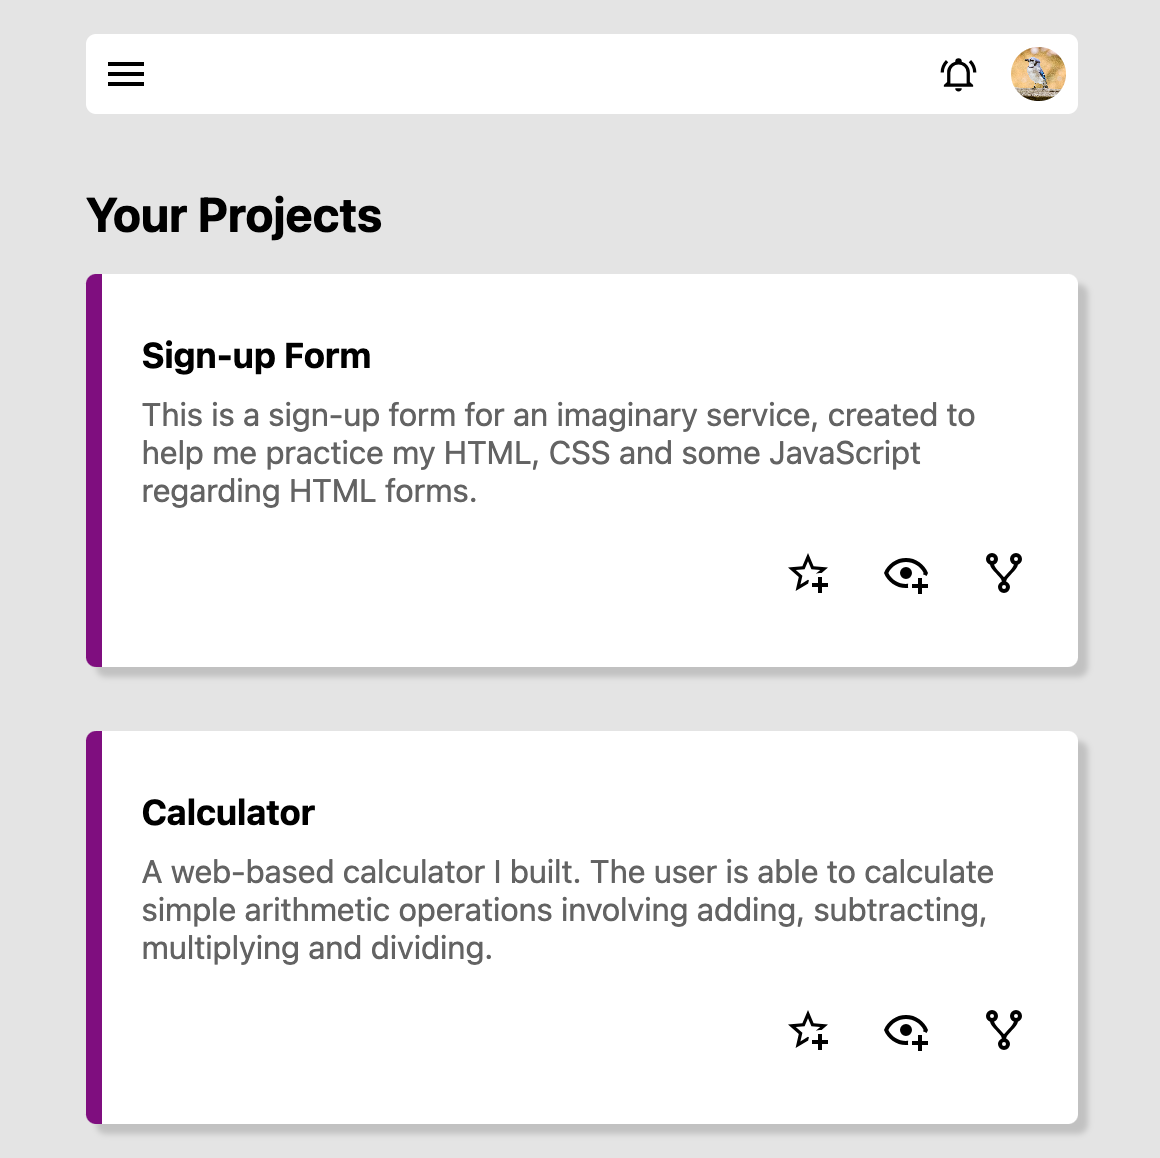 Your Projects
Sign-up Form
This is a sign-up form for an imaginary service, created to
help me practice my HTML, CSS and some JavaScript
regarding HTML forms.
Calculator
A web-based calculator I built. The user is able to calculate
simple arithmetic operations involving adding, subtracting,
multiplying and dividing.